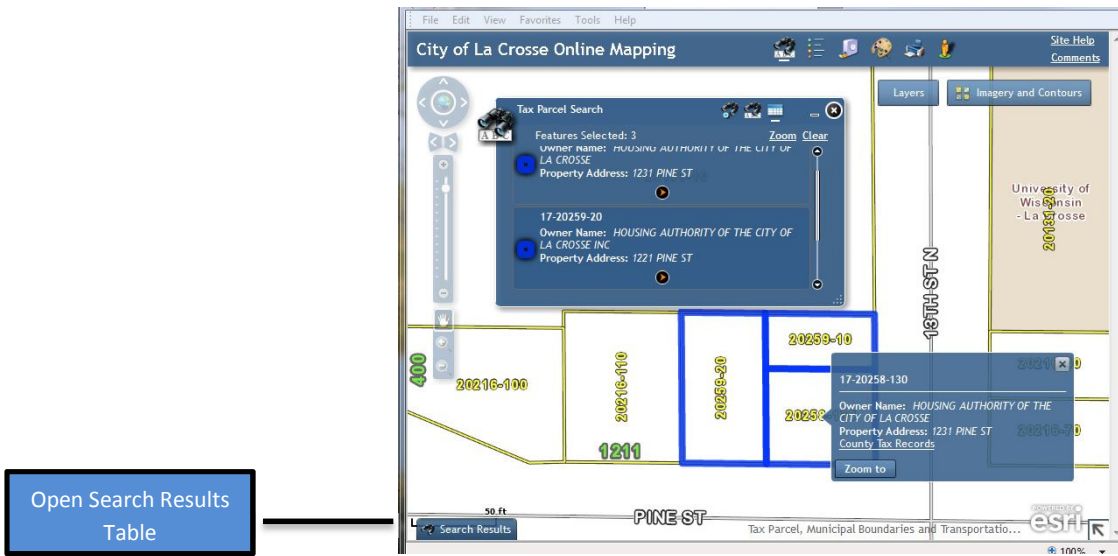 File Edit View Favorites Tools Help
City of La Crosse Online Mapping
Site Help
Comments
Layers
Imagery and Contours
Tax Parcel Search
Features Selected: 3
Zoom Clear
Owner Name: HOUSING AUTHORITY OF THE CITY OF
LA CROSSE
Property Address: 1231 PINE ST
17-20259-20
Owner Name: HOUSING AUTHORITY OF THE CITY OF
LA CROSSE INC
Property Address: 1221 PINE ST
ABC
University of
Wisconsin
- La Crosse
20131-20
13TH ST N
20259-10
400
20216-100
20216-110
20259-20
17-20258-130
Owner Name: HOUSING AUTHORITY OF THE
CITY OF LA CROSSE
Property Address: 1231 PINE ST
County Tax Records
Zoom to
1211
Open Search Results
Table
50 ft
PINE ST
Search Results
Tax Parcel, Municipal Boundaries and Transportatio...
POWERED BY
esri
100%